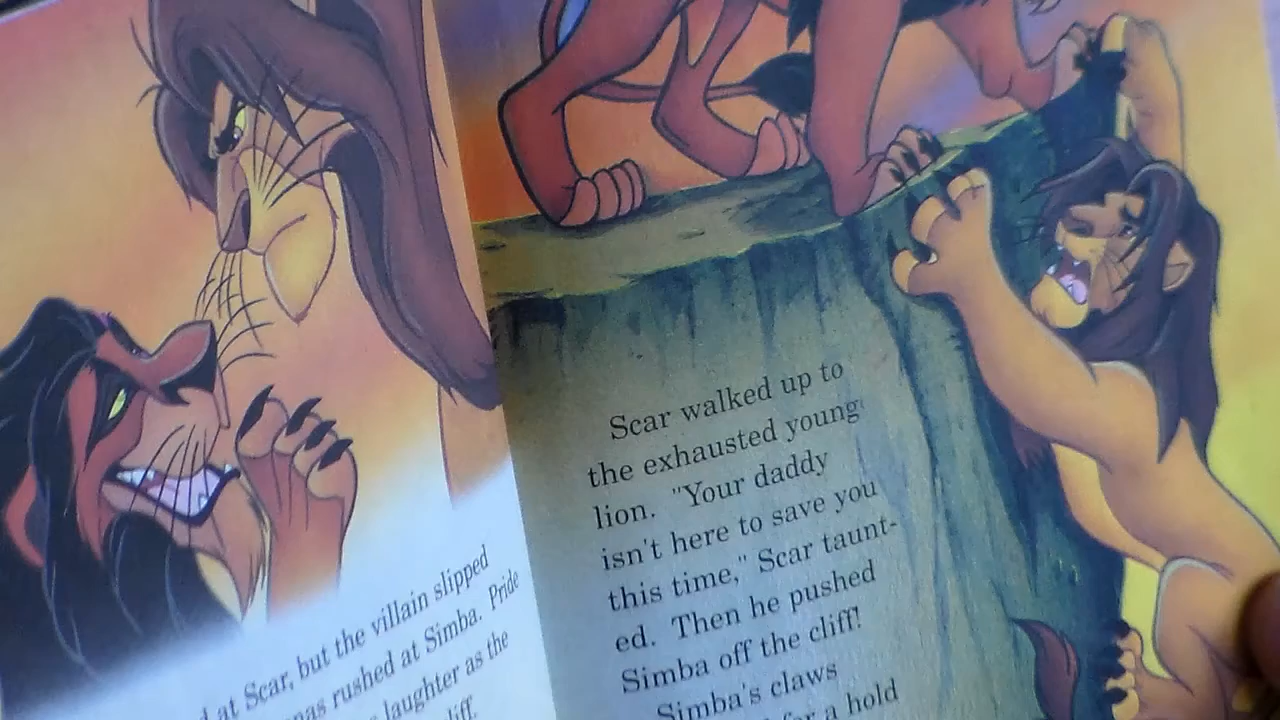 at Scar, but the villain slipped
rushed at Simba. Pride
laughter as the
Scar walked up to
the exhausted young
lion. "Your daddy
isn't here to save you
this time," Scar taunt-
ed. Then he pushed
Simba off the cliff!
Simba's claws
for a hold